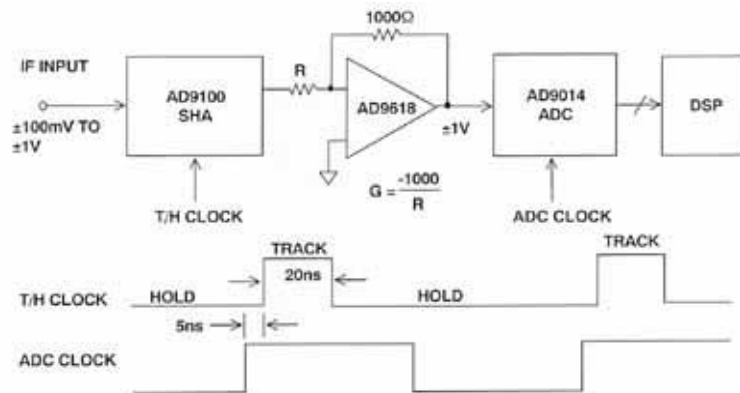 1000Ω
IF INPUT
R
AD9100
SHA
AD9618
AD9014
ADC
DSP
±100mV TO
±1V
±1V
G = -1000
R
T/H CLOCK
ADC CLOCK
TRACK
TRACK
20ns
T/H CLOCK
HOLD
HOLD
5ns
ADC CLOCK